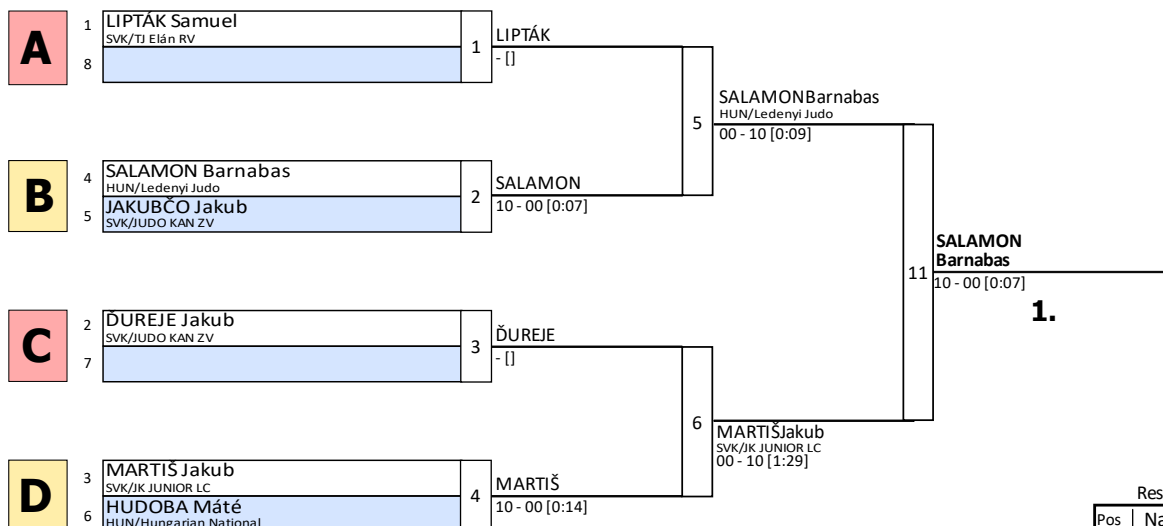 A
1
LIPTÁK Samuel
SVK/TJ Elán RV
8
1
LIPTÁK
- []
5
SALAMONBarnabas
HUN/Ledenyi Judo
00 - 10 [0:09]
B
4
SALAMON Barnabas
HUN/Ledenyi Judo
5
JAKUBČO Jakub
SVK/JUDO KAN ZV
2
SALAMON
10 - 00 [0:07]
11
SALAMON
Barnabas
10 - 00 [0:07]
1.
C
2
ĎUREJE Jakub
SVK/JUDO KAN ZV
7
3
ĎUREJE
- []
6
MARTIŠJakub
SVK/JK JUNIOR LC
00 - 10 [1:29]
D
3
MARTIŠ Jakub
SVK/JK JUNIOR LC
6
HUDOBA Máté
HUN/Hungarian National
4
MARTIŠ
10 - 00 [0:14]
Res
Pos Na